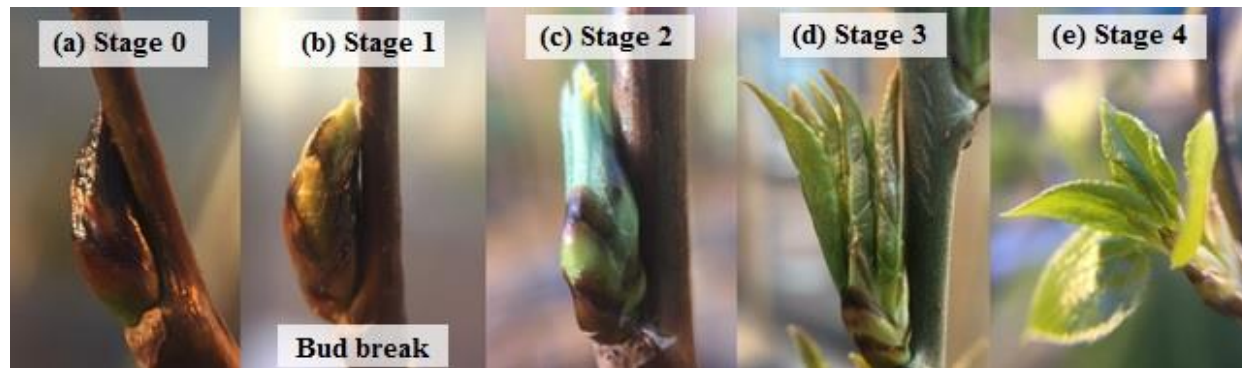 (a) Stage 0
(b) Stage 1
(c) Stage 2
(d) Stage 3
(e) Stage 4
Bud break